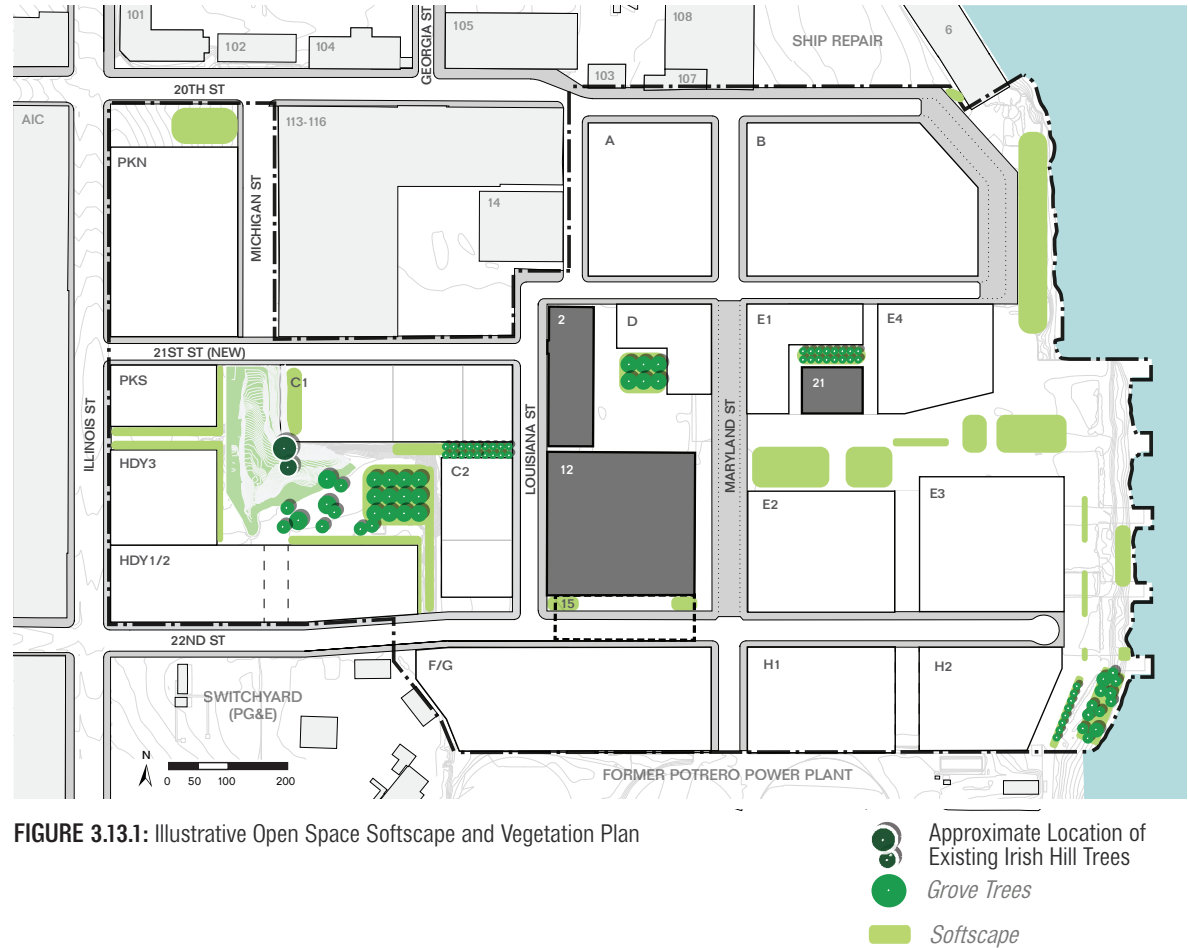 101
102
104
GEORGIA ST
105
108
103
107
SHIP REPAIR
6
20TH ST
AIC
PKN
MICHIGAN ST
113-116
14
A
B
21ST ST (NEW)
ILLINOIS ST
PKS
C1
HDY3
C2
HDY1/2
LOUISIANA ST
2
D
12
15
MARYLAND ST
E1
E4
21
E2
E3
22ND ST
F/G
H1
H2
SWITCHYARD
(PG&E)
N
0 50 100 200
FORMER POTRERO POWER PLANT
FIGURE 3.13.1: Illustrative Open Space Softscape and Vegetation Plan
Approximate Location of
Existing Irish Hill Trees
Grove Trees
Softscape